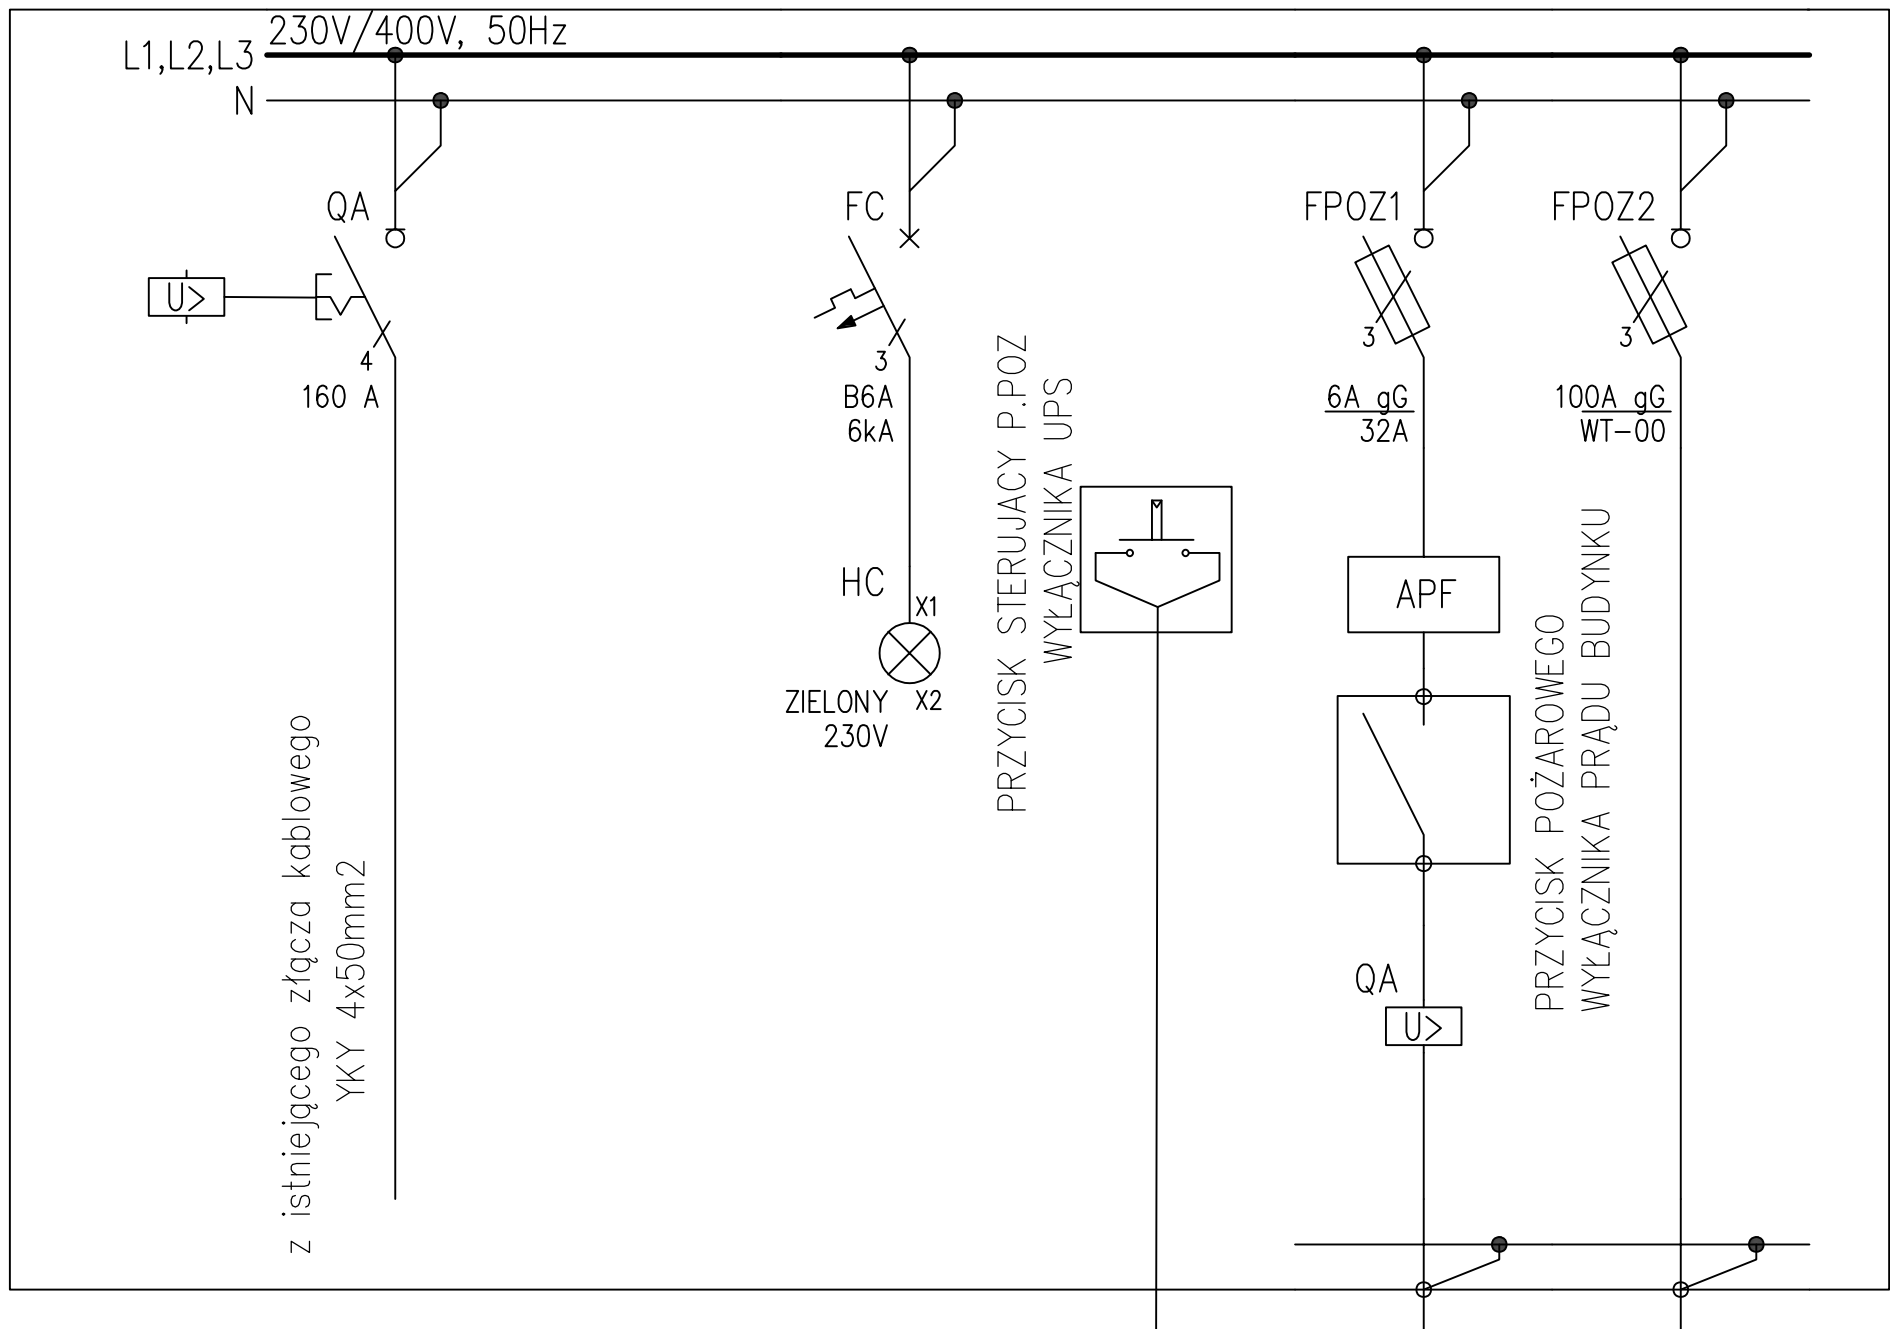 230V/400V, 50Hz
L1,L2,L3
N
QA
FC
FPOZ1
FPOZ2
U>
4
3
3
3
160 A
B6A
6kA
6A gG
32A
100A gG
WT-00
PRZYCISK STERUJACY P.POZ
WYŁĄCZNIKA UPS
HC
X1
X2
ZIELONY
230V
APF
PRZYCISK POŻAROWEGO
WYŁĄCZNIKA PRĄDU BUDYNKU
z istniejącego złącza kablowego
YKY 4x50mm2
QA
U>